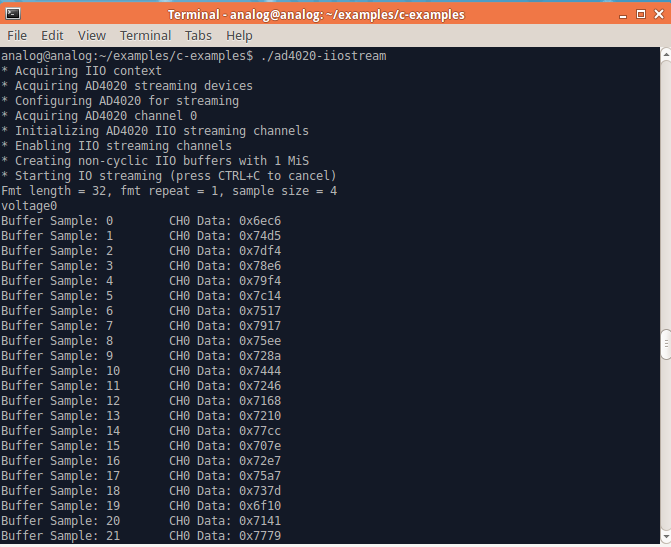 Terminal - analog@analog: ~/examples/c-examples
File Edit View Terminal Tabs Help
analog@analog:~/examples/c-examples$ ./ad4020-iiostream
* Acquiring IIO context
* Acquiring AD4020 streaming devices
* Configuring AD4020 for streaming
* Acquiring AD4020 channel 0
* Initializing AD4020 IIO streaming channels
* Enabling IIO streaming channels
* Creating non-cyclic IIO buffers with 1 MiS
* Starting IO streaming (press CTRL+C to cancel)
Fmt length = 32, fmt repeat = 1, sample size = 4
voltage0
Buffer Sample: 0 CH0 Data: 0x6ec6
Buffer Sample: 1 CH0 Data: 0x74d5
Buffer Sample: 2 CH0 Data: 0x7df4
Buffer Sample: 3 CH0 Data: 0x78e6
Buffer Sample: 4 CH0 Data: 0x79f4
Buffer Sample: 5 CH0 Data: 0x7c14
Buffer Sample: 6 CH0 Data: 0x7517
Buffer Sample: 7 CH0 Data: 0x7917
Buffer Sample: 8 CH0 Data: 0x75ee
Buffer Sample: 9 CH0 Data: 0x728a
Buffer Sample: 10 CH0 Data: 0x7444
Buffer Sample: 11 CH0 Data: 0x7246
Buffer Sample: 12 CH0 Data: 0x7168
Buffer Sample: 13 CH0 Data: 0x7210
Buffer Sample: 14 CH0 Data: 0x77cc
Buffer Sample: 15 CH0 Data: 0x707e
Buffer Sample: 16 CH0 Data: 0x72e7
Buffer Sample: 17 CH0 Data: 0x75a7
Buffer Sample: 18 CH0 Data: 0x737d
Buffer Sample: 19 CH0 Data: 0x6f10
Buffer Sample: 20 CH0 Data: 0x7141
Buffer Sample: 21 CH0 Data: 0x7779